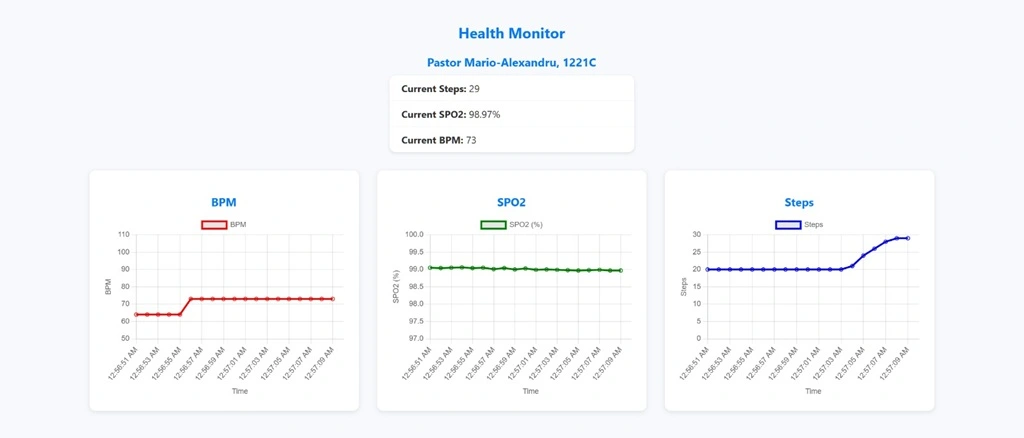 Health Monitor
Pastor Mario-Alexandru, 1221C
Current Steps: 29
Current SPO2: 98.97%
Current BPM: 73
BPM
BPM
110
100
90
80
70
60
50
BPM
12:56:51 AM
12:56:53 AM
12:56:55 AM
12:56:57 AM
12:56:59 AM
12:57:01 AM
12:57:03 AM
12:57:05 AM
12:57:07 AM
12:57:09 AM
Time
SPO2
SPO2 (%)
100.0
99.5
99.0
98.5
98.0
97.5
97.0
SPO2 (%)
12:56:51 AM
12:56:53 AM
12:56:55 AM
12:56:57 AM
12:56:59 AM
12:57:01 AM
12:57:03 AM
12:57:05 AM
12:57:07 AM
12:57:09 AM
Time
Steps
Steps
30
25
20
15
10
5
0
Steps
12:56:51 AM
12:56:53 AM
12:56:55 AM
12:56:57 AM
12:56:59 AM
12:57:01 AM
12:57:03 AM
12:57:05 AM
12:57:07 AM
12:57:09 AM
Time